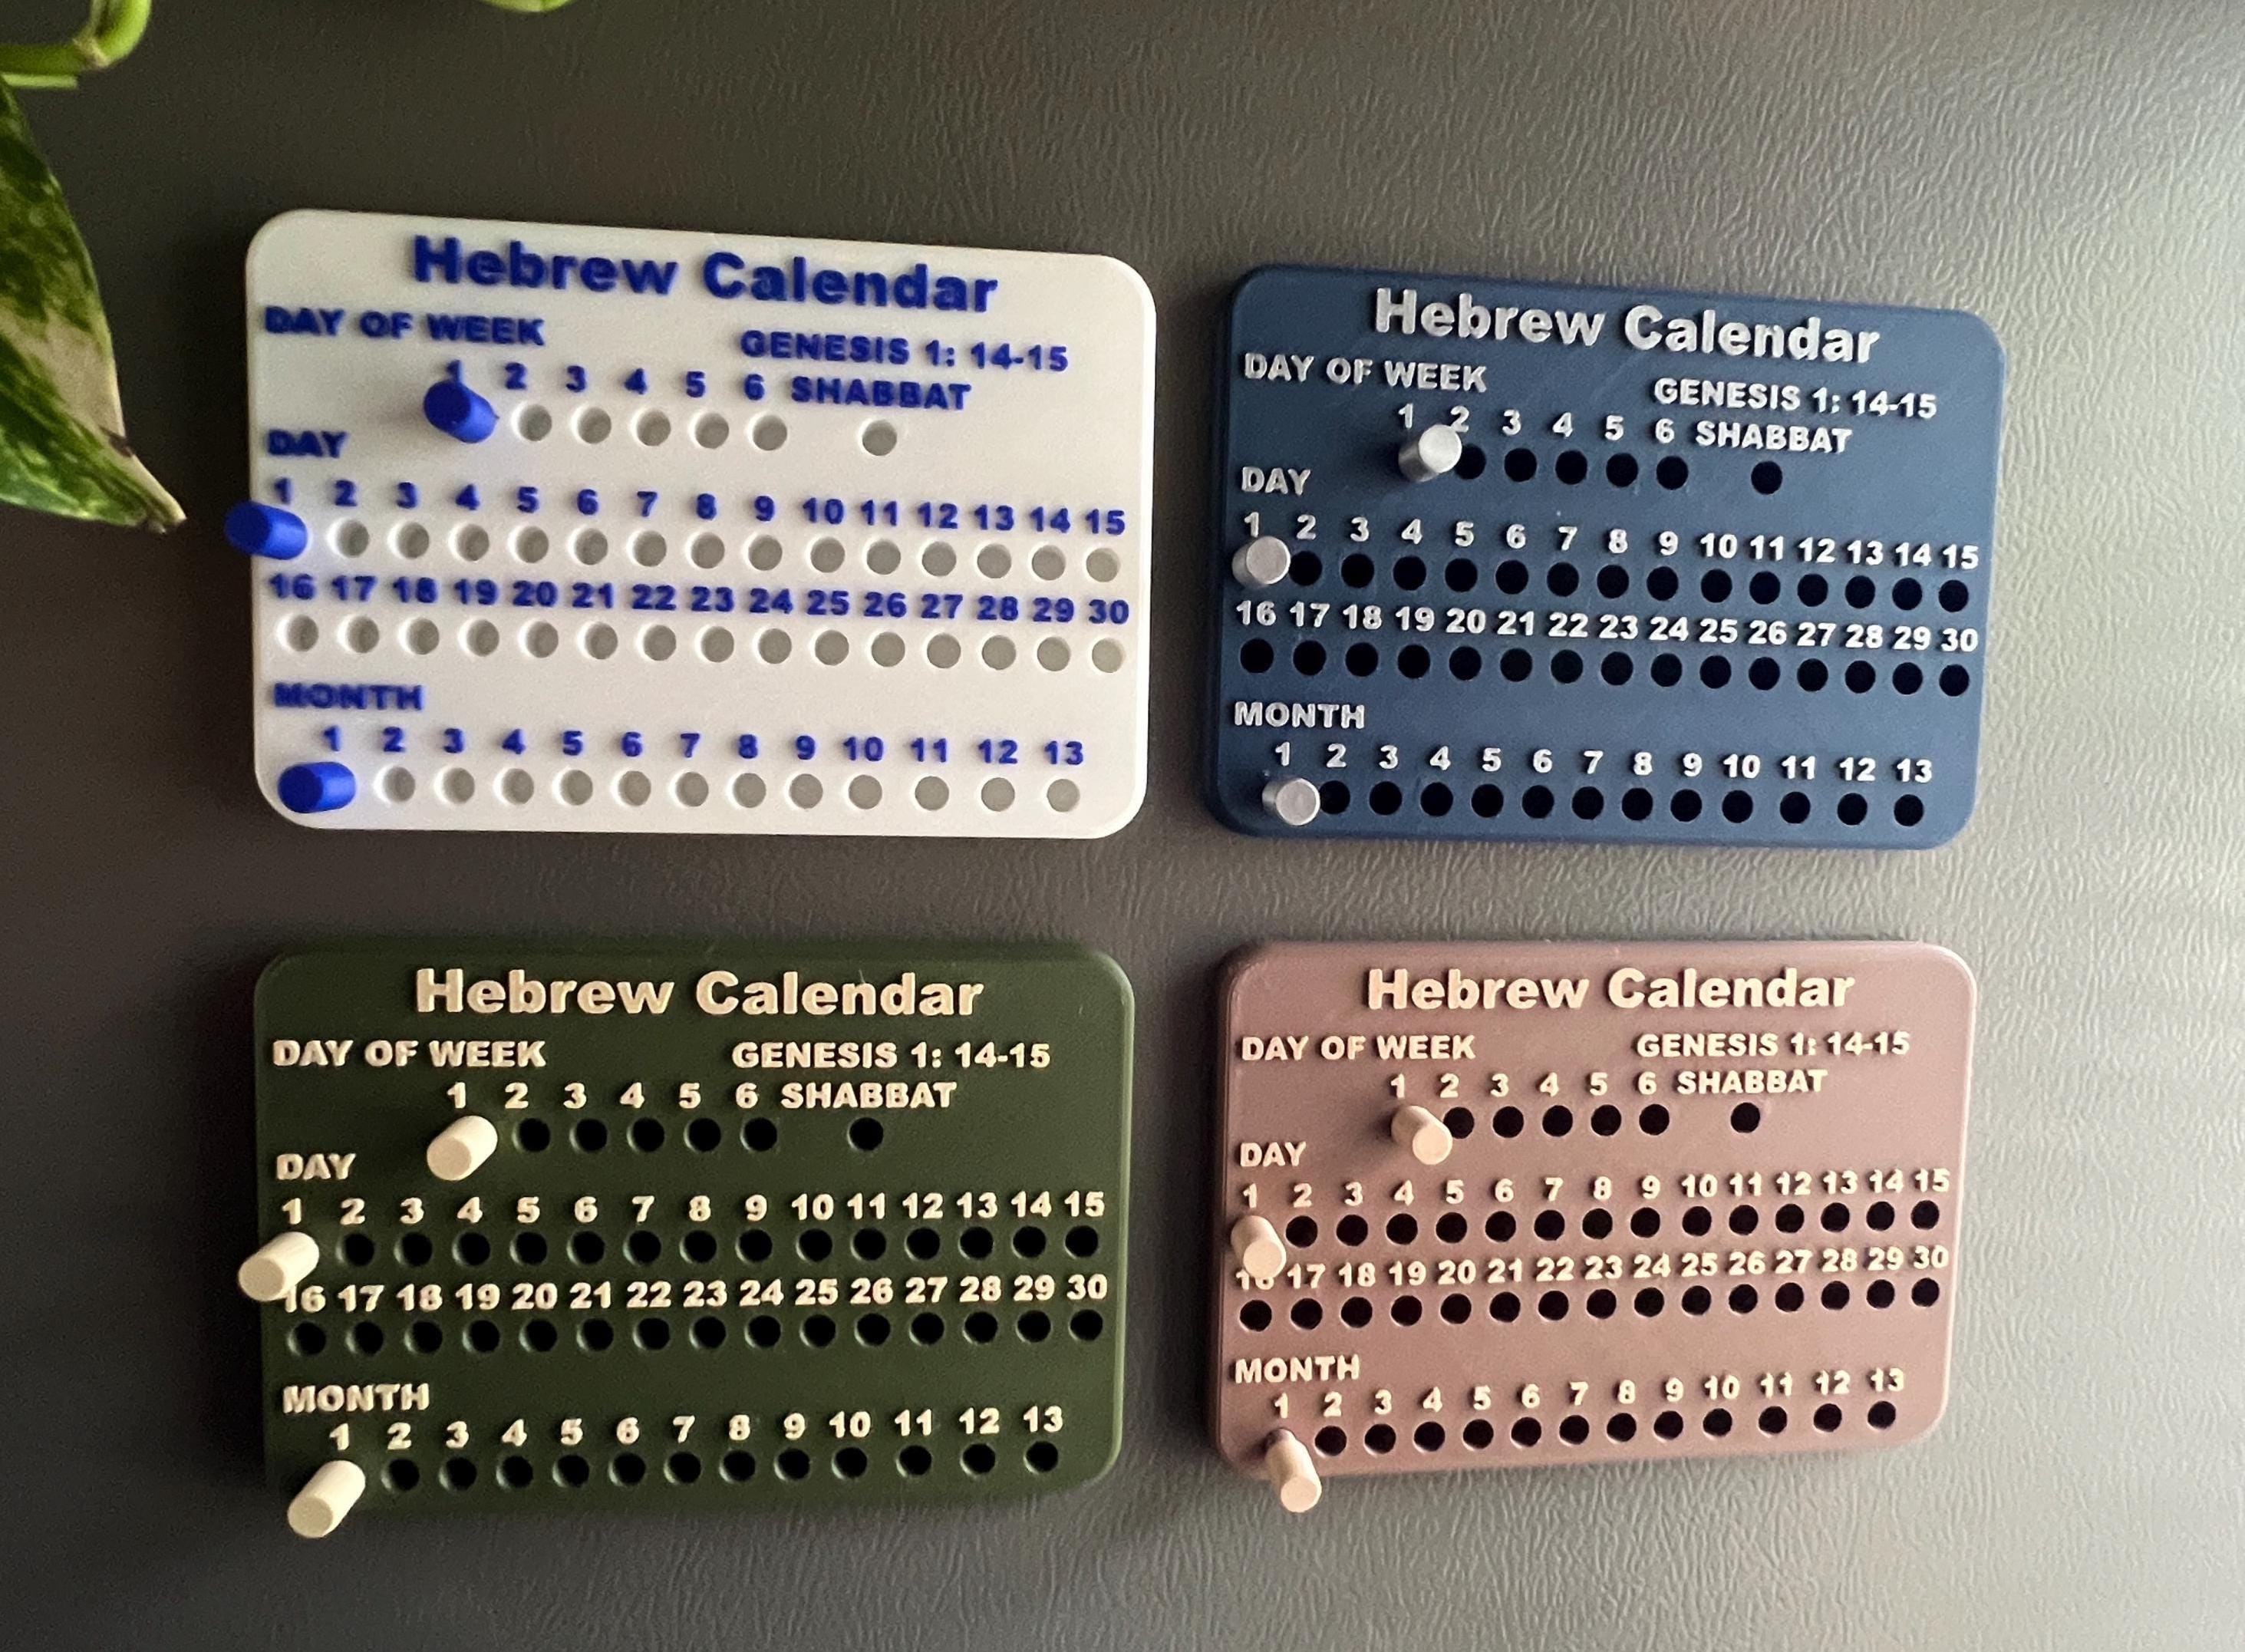 Hebrew Calendar
DAY OF WEEK
GENESIS 1: 14-15
1 2 3 4 5 6 SHABBAT
DAY
1 2 3 4 5 6 7 8 9 10 11 12 13 14 15
16 17 18 19 20 21 22 23 24 25 26 27 28 29 30
MONTH
1 2 3 4 5 6 7 8 9 10 11 12 13
Hebrew Calendar
DAY OF WEEK
GENESIS 1: 14-15
1 2 3 4 5 6 SHABBAT
DAY
1 2 3 4 5 6 7 8 9 10 11 12 13 14 15
16 17 18 19 20 21 22 23 24 25 26 27 28 29 30
MONTH
1 2 3 4 5 6 7 8 9 10 11 12 13
Hebrew Calendar
DAY OF WEEK
GENESIS 1: 14-15
1 2 3 4 5 6 SHABBAT
DAY
1 2 3 4 5 6 7 8 9 10 11 12 13 14 15
16 17 18 19 20 21 22 23 24 25 26 27 28 29 30
MONTH
1 2 3 4 5 6 7 8 9 10 11 12 13
Hebrew Calendar
DAY OF WEEK
GENESIS 1: 14-15
1 2 3 4 5 6 SHABBAT
DAY
1 2 3 4 5 6 7 8 9 10 11 12 13 14 15
16 17 18 19 20 21 22 23 24 25 26 27 28 29 30
MONTH
1 2 3 4 5 6 7 8 9 10 11 12 13